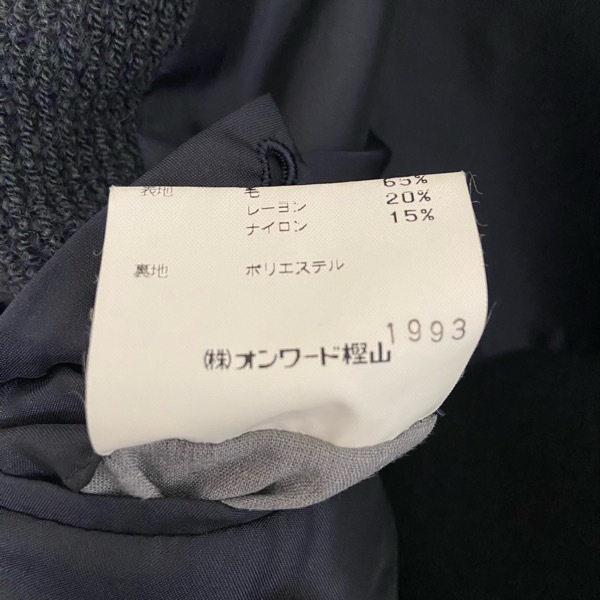 表地 毛 65%
レーヨン 20%
ナイロン 15%
裏地 ポリエステル
1993
(株)オンワード樫山